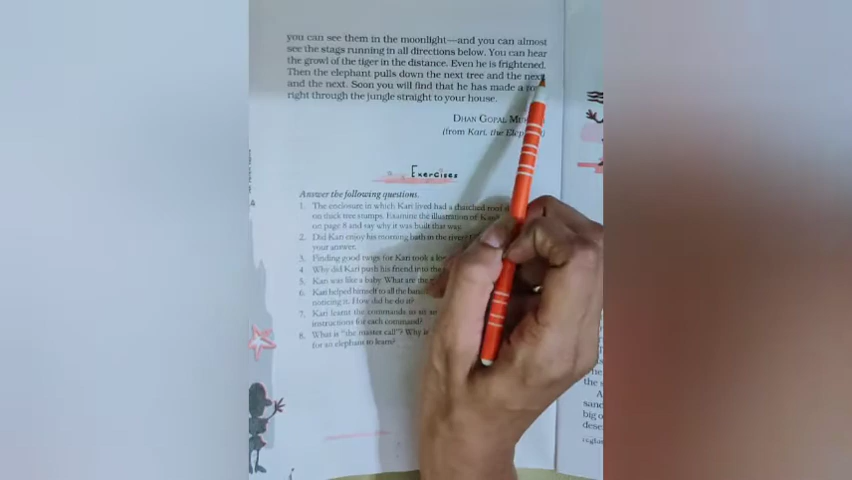 you can see them in the moonlight—and you can almost
see the stags running in all directions below. You can hear
the growl of the tiger in the distance. Even he is frightened.
Then the elephant pulls down the next tree and the next
and the next. Soon you will find that he has made a
right through the jungle straight to your house.
DHAN GOPAL
(from Kari, the
Exercises
Answer the following questions.
1. The enclosure in which Kari lived had a thatched roof
on thick tree stumps. Examine the illustration of
on page 8 and say why it was built that way.
2. Did Kari enjoy his morning bath in the river?
your answer.
3. Finding good twigs for Kari took a
4. Why did Kari push his friend into the
5. Kari was like a baby. What are the
6. Kari helped himself to all the
noticing it. How did he do it?
7. Kari learnt the commands to sit
instructions for each command?
8. What is “the master call”? Why is
for an elephant to learn?
the s
A
sand
big o
dese